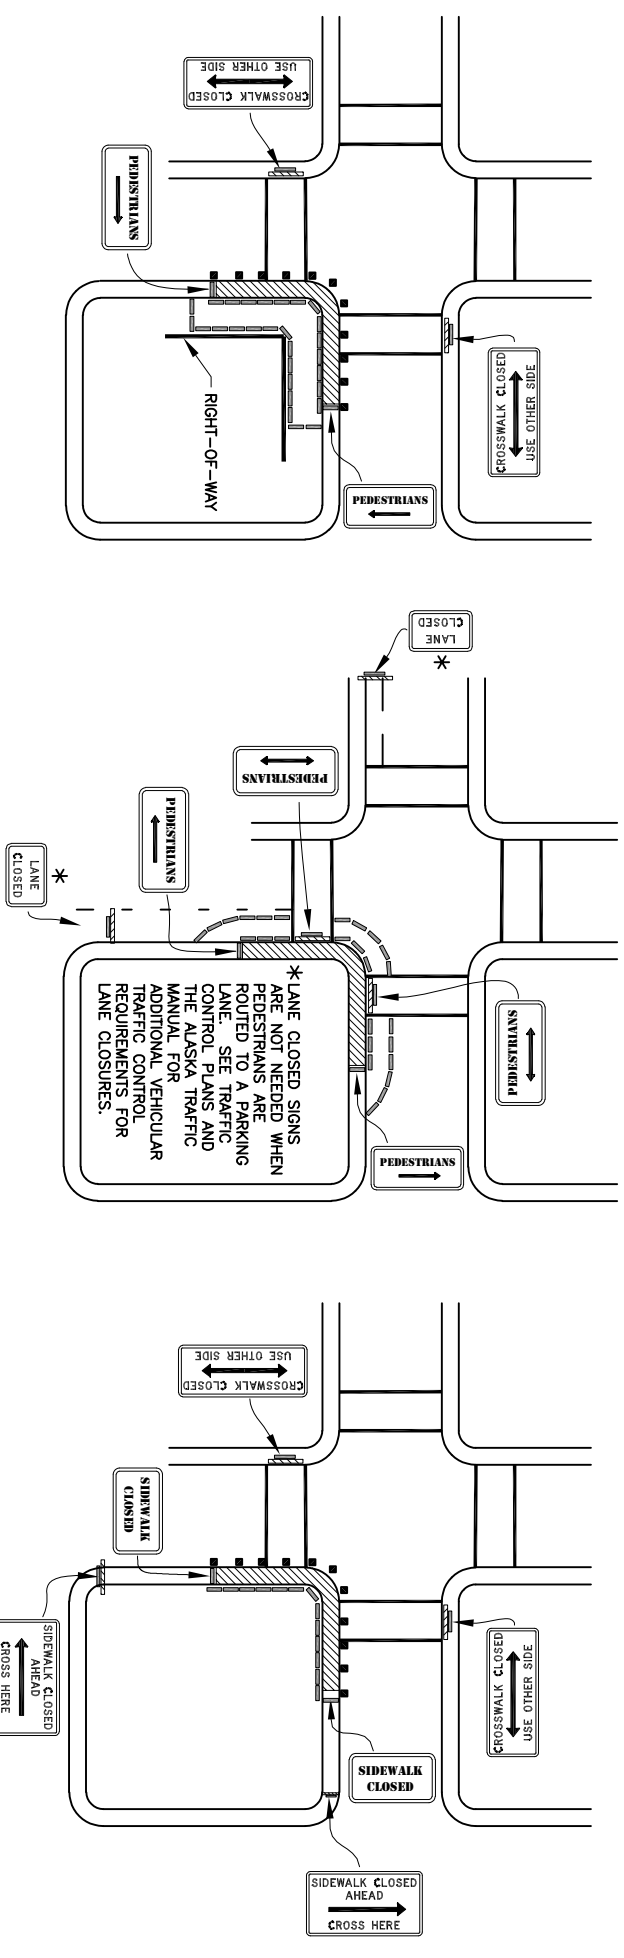 CROSSWALK CLOSED
USE OTHER SIDE
PEDESTRIANS
CROSSWALK CLOSED
USE OTHER SIDE
RIGHT-OF-WAY
PEDESTRIANS
LANE
CLOSED
*
PEDESTRIANS
PEDESTRIANS
LANE
CLOSED
*
PEDESTRIANS
*LANE CLOSED SIGNS
ARE NOT NEEDED WHEN
PEDESTRIANS ARE
ROUTED TO A PARKING
LANE. SEE TRAFFIC
CONTROL PLANS AND
THE ALASKA TRAFFIC
MANUAL FOR
ADDITIONAL VEHICULAR
TRAFFIC CONTROL
REQUIREMENTS FOR
LANE CLOSURES.
PEDESTRIANS
CROSSWALK CLOSED
USE OTHER SIDE
SIDEWALK
CLOSED
SIDEWALK CLOSED
AHEAD
CROSS HERE
CROSSWALK CLOSED
USE OTHER SIDE
SIDEWALK
CLOSED
SIDEWALK CLOSED
AHEAD
CROSS HERE